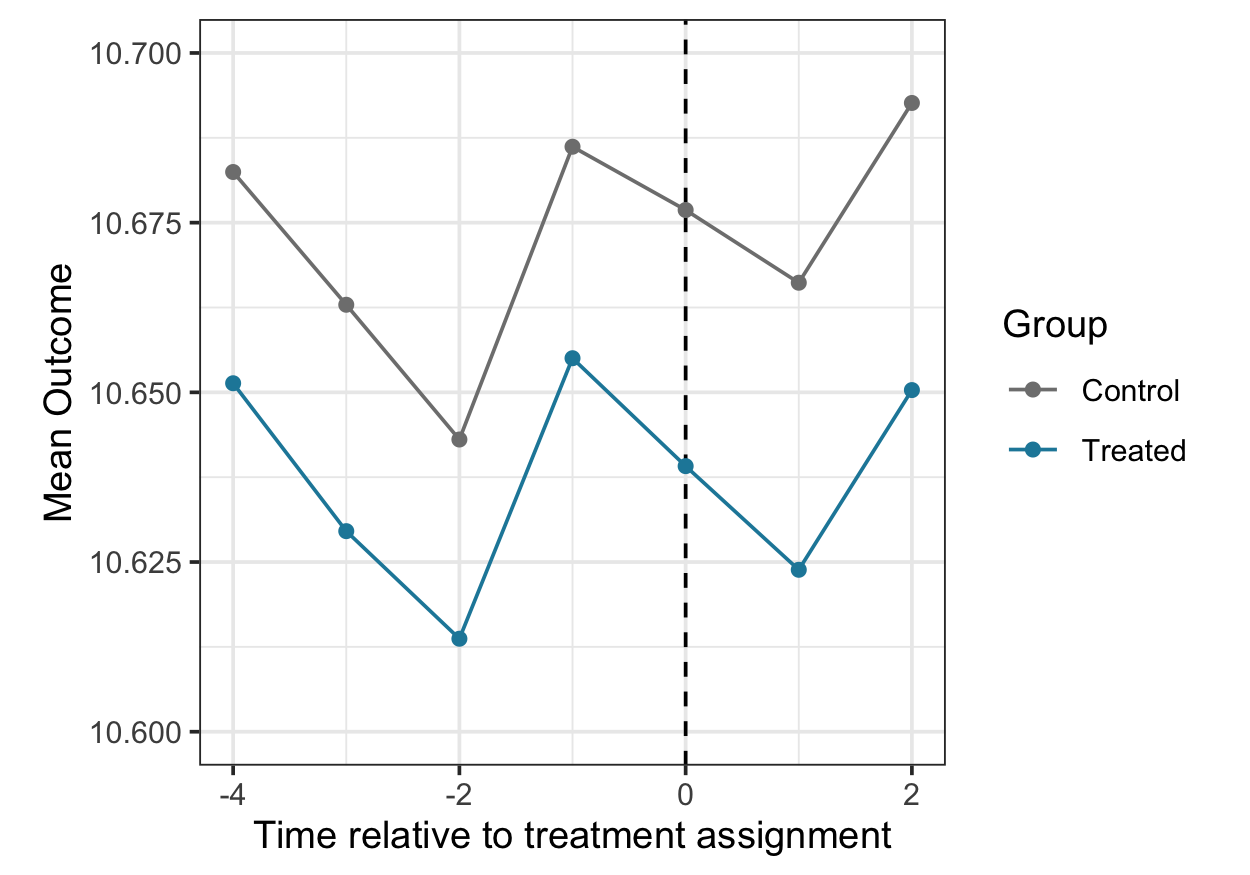 10.700
10.675
10.650
10.625
10.600
Mean Outcome
-4
-2
0
2
Time relative to treatment assignment
Group
Control
Treated